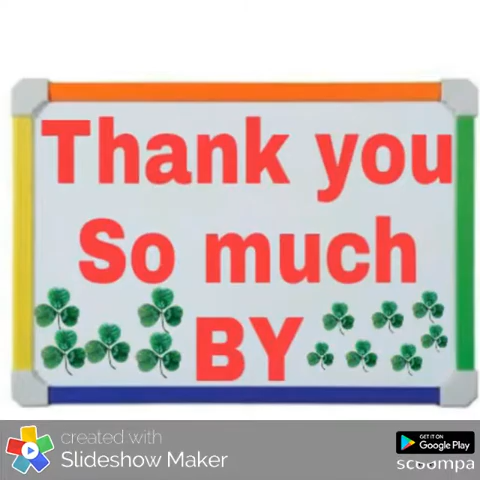 Thank you
So much
BY
created with
Slideshow Maker
GET IT ON
Google Play
scoompa